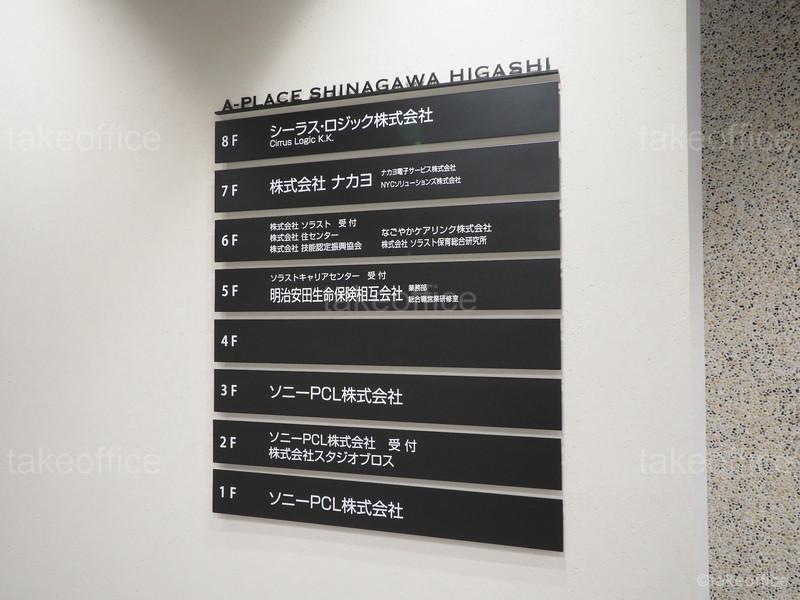 A-PLACE SHINAGAWA HIGASHI
8F シーラス・ロジック株式会社
Cirrus Logic K.K.
7F 株式会社 ナカヨ ナカヨ電子サービス株式会社
NYCソリューションズ株式会社
6F 株式会社 ソラスト 受付
株式会社 住センター なごやかケアリンク株式会社
株式会社 技能認定振興協会 株式会社 ソラスト保育総合研究所
5F ソラストキャリアセンター 受付
明治安田生命保険相互会社 業務部
総合職営業研修室
4F
3F ソニーPCL株式会社
2F ソニーPCL株式会社 受付
株式会社スタジオブロス
1F ソニーPCL株式会社
takeoffice
takeoffice
takeoffice
takeoffice
takeoffice
©takeoffice